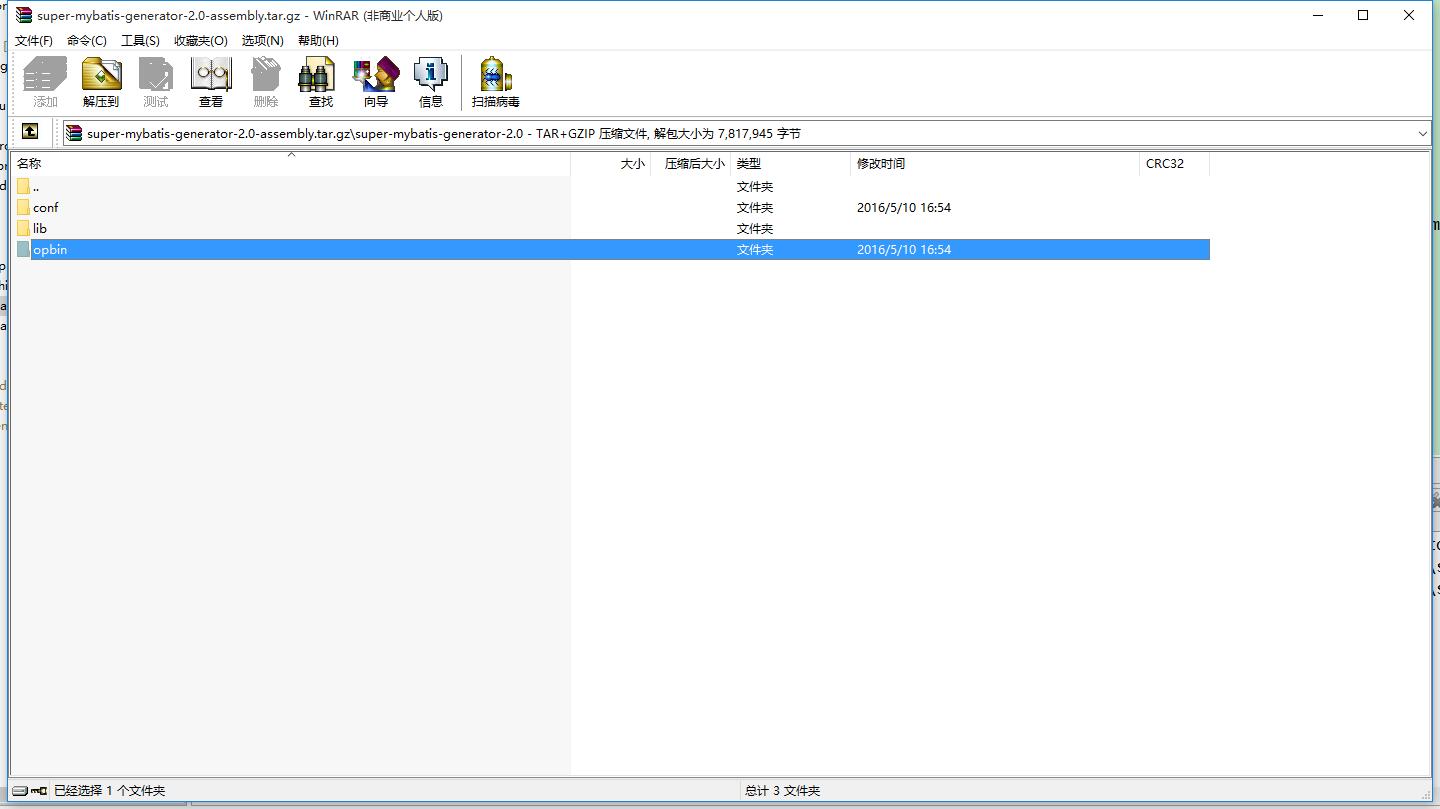 super-mybatis-generator-2.0-assembly.tar.gz - WinRAR (非商业个人版)
文件(F) 命令(C) 工具(S) 收藏夹(O) 选项(N) 帮助(H)
添加 解压到 测试 查看 删除 查找 向导 信息 扫描病毒
super-mybatis-generator-2.0-assembly.tar.gz\super-mybatis-generator-2.0 - TAR+GZIP 压缩文件, 解包大小为 7,817,945 字节
名称 大小 压缩后大小 类型 修改时间 CRC32
.. 文件夹
conf 文件夹 2016/5/10 16:54
lib 文件夹
opbin 文件夹 2016/5/10 16:54
已经选择 1 个文件夹 总计 3 文件夹